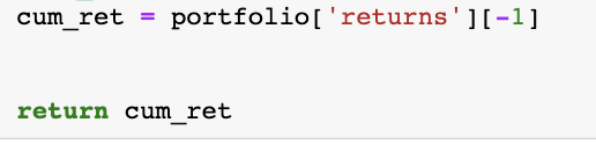 cum_ret = portfolio['returns'][-1]
return cum_ret